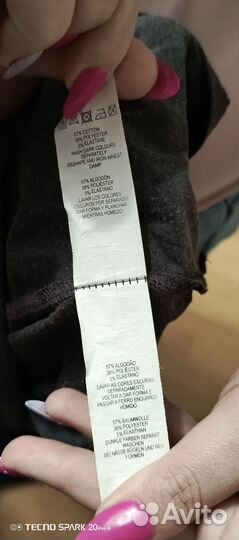 57% COTTON
38% POLYESTER
5% ELASTANE
WASH DARK COLOURS
SEPARATELY
RESHAPE AND IRON WHILST
DAMP
57% ALGODÓN
38% POLIÉSTER
5% ELASTANO
LAVAR LOS COLORES
OSCUROS POR SEPARADO
DAR FORMA Y PLANCHAR
MIENTRAS HÚMEDO
57% ALGODÃO
38% POLIÉSTER
5% ELASTANO
LAVAR AS CORES ESCURAS
SEPARADAMENTE
VOLTAR A DAR FORMA E
PASSAR A FERRO ENQUANTO
HÚMIDO
57% BAUMWOLLE
38% POLYESTER
5% ELASTHAN
DUNKLE FARBEN SEPARAT
WASCHEN
BEI NÄSSE BÜGELN UND NEU
FORMEN
TECNO SPARK 20
Avito